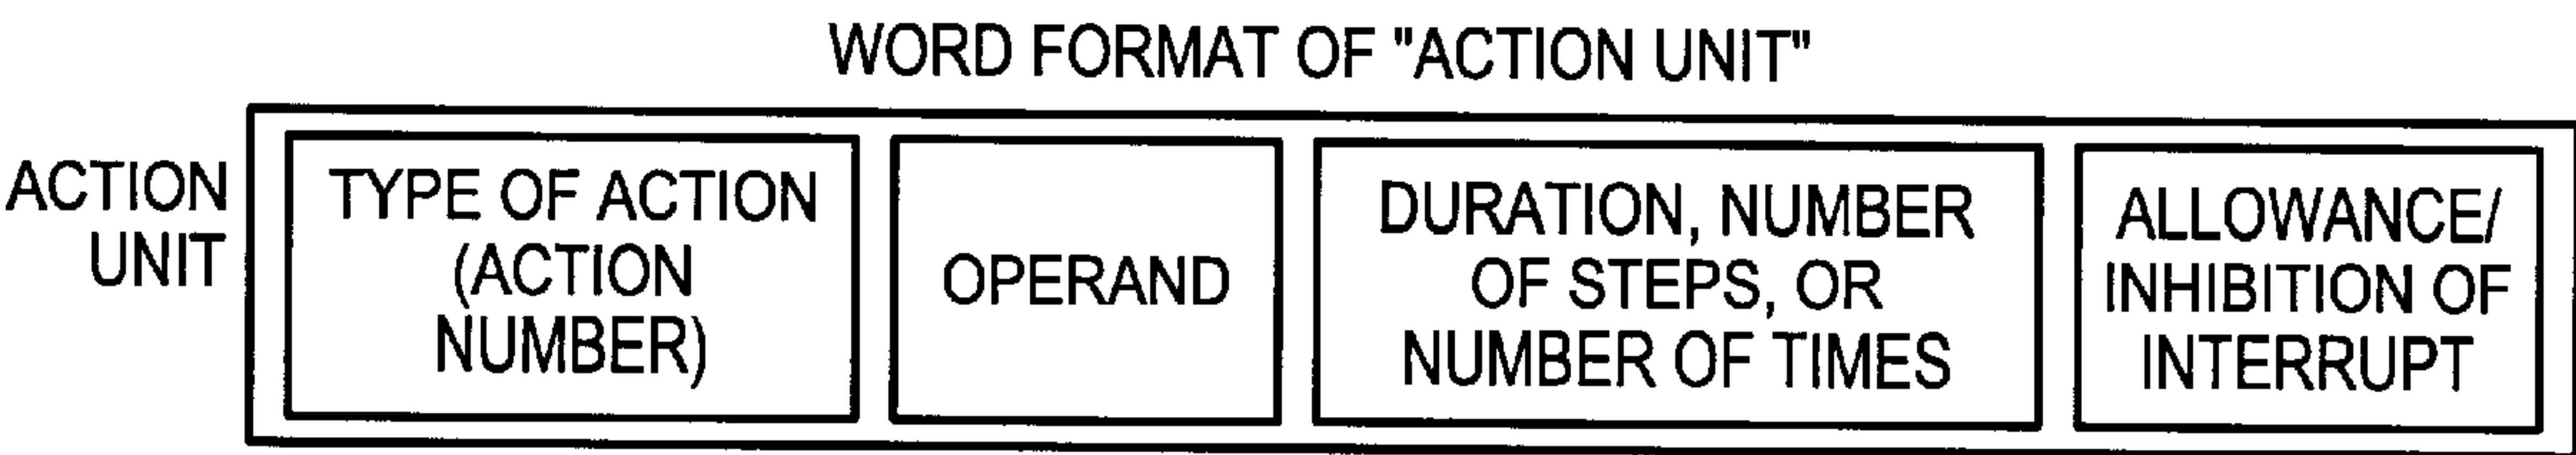 WORD FORMAT OF "ACTION UNIT"
ACTION
UNIT
TYPE OF ACTION
(ACTION
NUMBER)
OPERAND
DURATION, NUMBER
OF STEPS, OR
NUMBER OF TIMES
ALLOWANCE/
INHIBITION OF
INTERRUPT